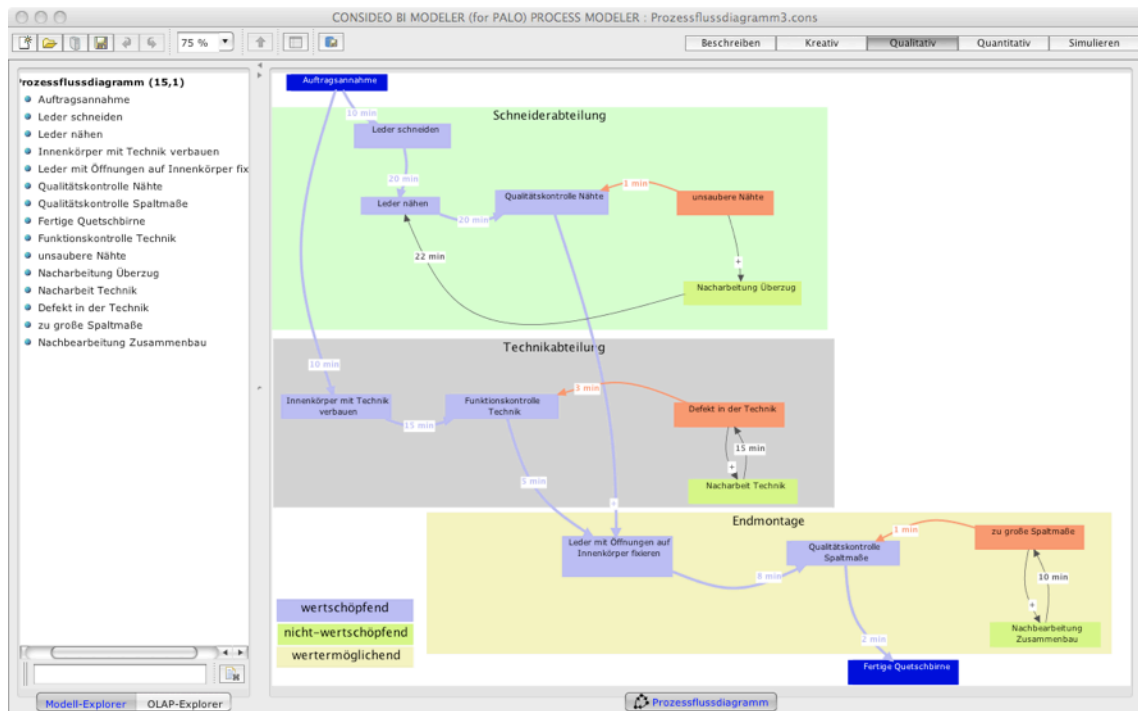 CONSIDEO BI MODELER (for PALO) PROCESS MODELER : Prozessflussdiagramm3.cons
75 %
Beschreiben
Kreativ
Qualitativ
Quantitativ
Simulieren
rozessflussdiagramm (15,1)
Auftragsannahme
Leder schneiden
Leder nähen
Innenkörper mit Technik verbauen
Leder mit Öffnungen auf Innenkörper fix
Qualitätskontrolle Nähte
Qualitätskontrolle Spaltmaße
Fertige Quetschbirne
Funktionskontrolle Technik
unsaubere Nähte
Nacharbeitung Überzug
Nacharbeit Technik
Defekt in der Technik
zu große Spaltmaße
Nachbearbeitung Zusammenbau
Modell-Explorer
OLAP-Explorer
Auftragsannahme
10 min
Schneiderabteilung
Leder schneiden
20 min
Leder nähen
20 min
Qualitätskontrolle Nähte
1 min
unsaubere Nähte
+
22 min
Nacharbeitung Überzug
Technikabteilung
10 min
Innenkörper mit Technik
verbauen
15 min
Funktionskontrolle
Technik
3 min
Defekt in der Technik
15 min
+
Nacharbeit Technik
5 min
Endmontage
Leder mit Öffnungen auf
Innenkörper fixieren
8 min
Qualitätskontrolle
Spaltmaße
1 min
zu große Spaltmaße
10 min
+
Nachbearbeitung
Zusammenbau
2 min
Fertige Quetschbirne
wertschöpfend
nicht-wertschöpfend
wertermöglichend
Prozessflussdiagramm